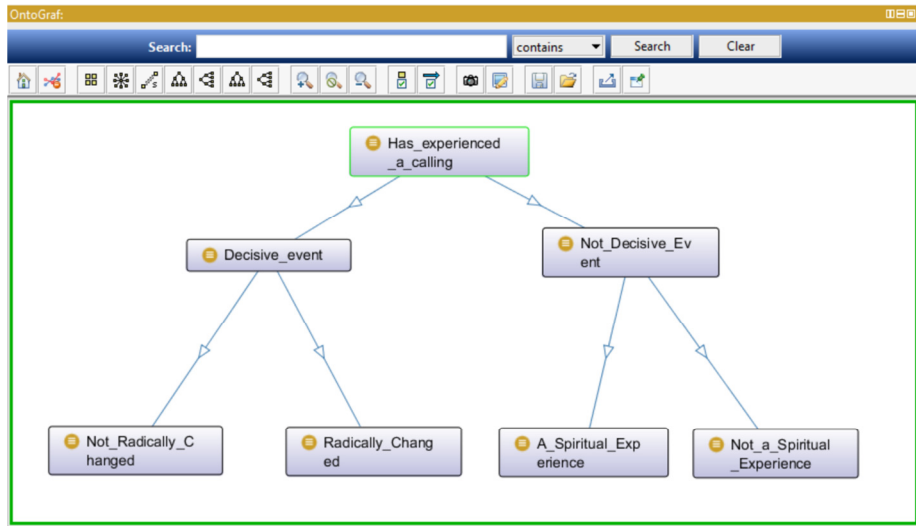 OntoGraf:
Search: contains Search Clear
Has_experienced
_a_calling
Decisive_event
Not_Decisive_Ev
ent
Not_Radically_C
hanged
Radically_Chang
ed
A_Spiritual_Exp
erience
Not_a_Spiritual
_Experience